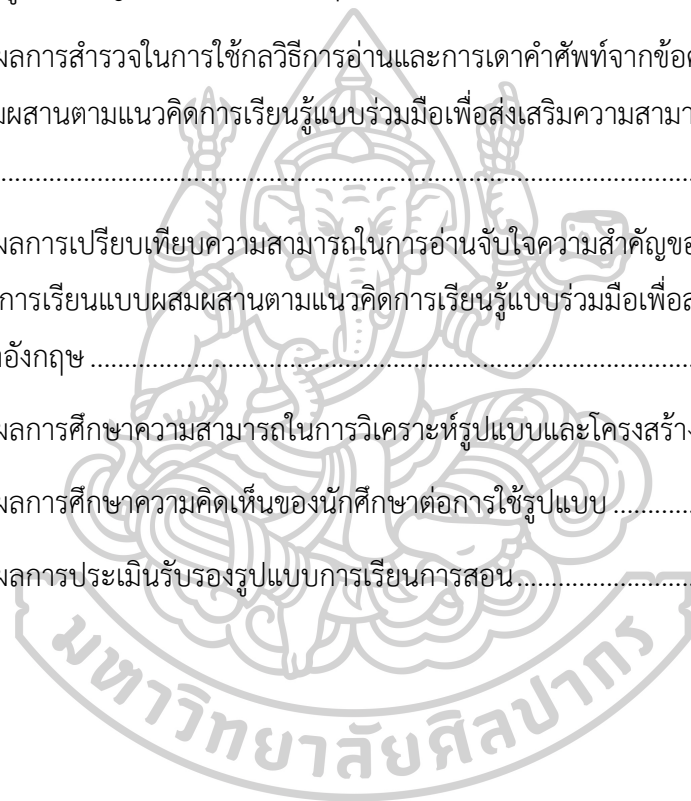 ผลการสำรวจในการใช้กลวิธีการอ่านและการเดาคำศัพท์จากข้อ
ผสานตามแนวคิดการเรียนรู้แบบร่วมมือเพื่อส่งเสริมความสามา
................................................................................
ผลการเปรียบเทียบความสามารถในการอ่านจับใจความสำคัญขอ
การเรียนแบบผสมผสานตามแนวคิดการเรียนรู้แบบร่วมมือเพื่อส
อังกฤษ ................................................................
ผลการศึกษาความสามารถในการวิเคราะห์รูปแบบและโครงสร้าง
ผลการศึกษาความคิดเห็นของนักศึกษาต่อการใช้รูปแบบ ............
ผลการประเมินรับรองรูปแบบการเรียนการสอน ........................
มหาวิทยาลัยศิลปากร